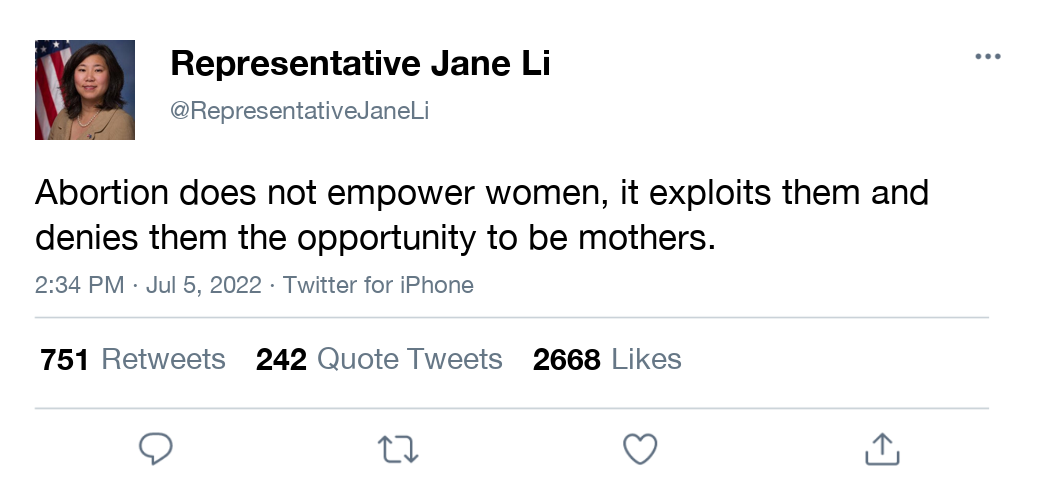 Representative Jane Li
@RepresentativeJaneLi
Abortion does not empower women, it exploits them and
denies them the opportunity to be mothers.
2:34 PM · Jul 5, 2022 · Twitter for iPhone
751 Retweets 242 Quote Tweets 2668 Likes